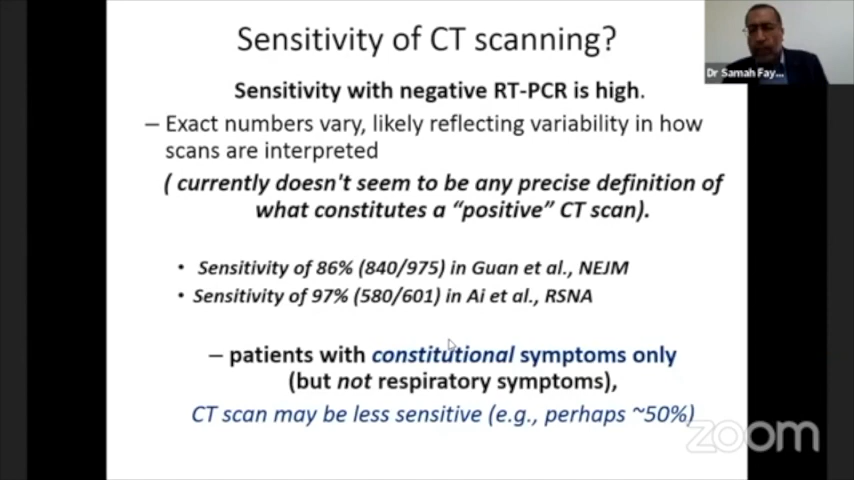 Sensitivity of CT scanning?
Dr Samah Fay...
Sensitivity with negative RT-PCR is high.
– Exact numbers vary, likely reflecting variability in how
scans are interpreted
( currently doesn't seem to be any precise definition of
what constitutes a “positive” CT scan).
• Sensitivity of 86% (840/975) in Guan et al., NEJM
• Sensitivity of 97% (580/601) in Ai et al., RSNA
– patients with constitutional symptoms only
(but not respiratory symptoms),
CT scan may be less sensitive (e.g., perhaps ~50%)
zoom